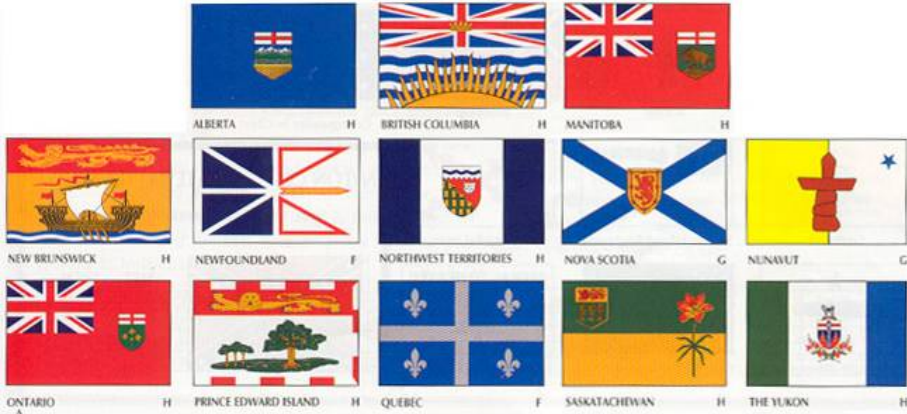 ALBERTA H
BRITISH COLUMBIA H
MANITOBA H
NEW BRUNSWICK H
NEWFOUNDLAND F
NORTHWEST TERRITORIES H
NOVA SCOTIA G
NUNAVUT G
ONTARIO H
PRINCE EDWARD ISLAND H
QUEBEC F
SASKATCHEWAN H
THE YUKON H